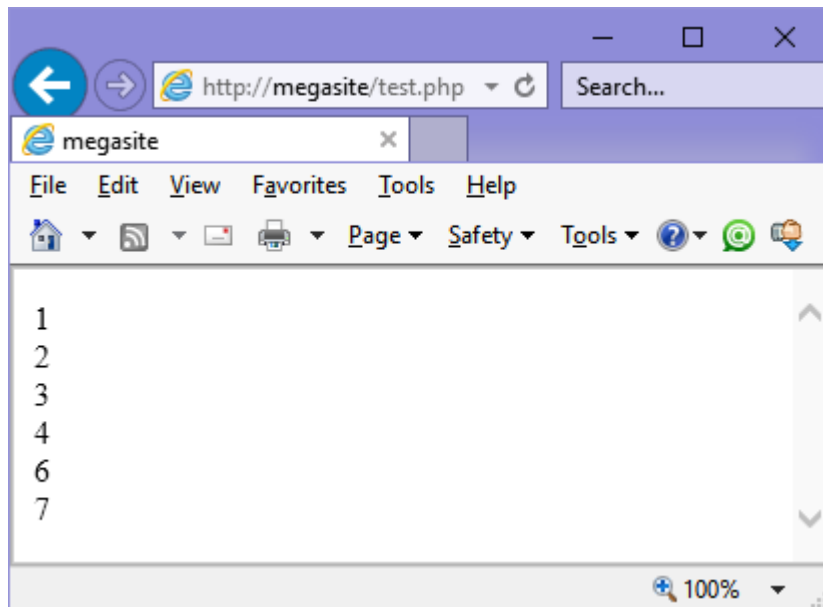 http://megasite/test.php Search...
megasite
File Edit View Favorites Tools Help
Page Safety Tools
1
2
3
4
6
7
100%